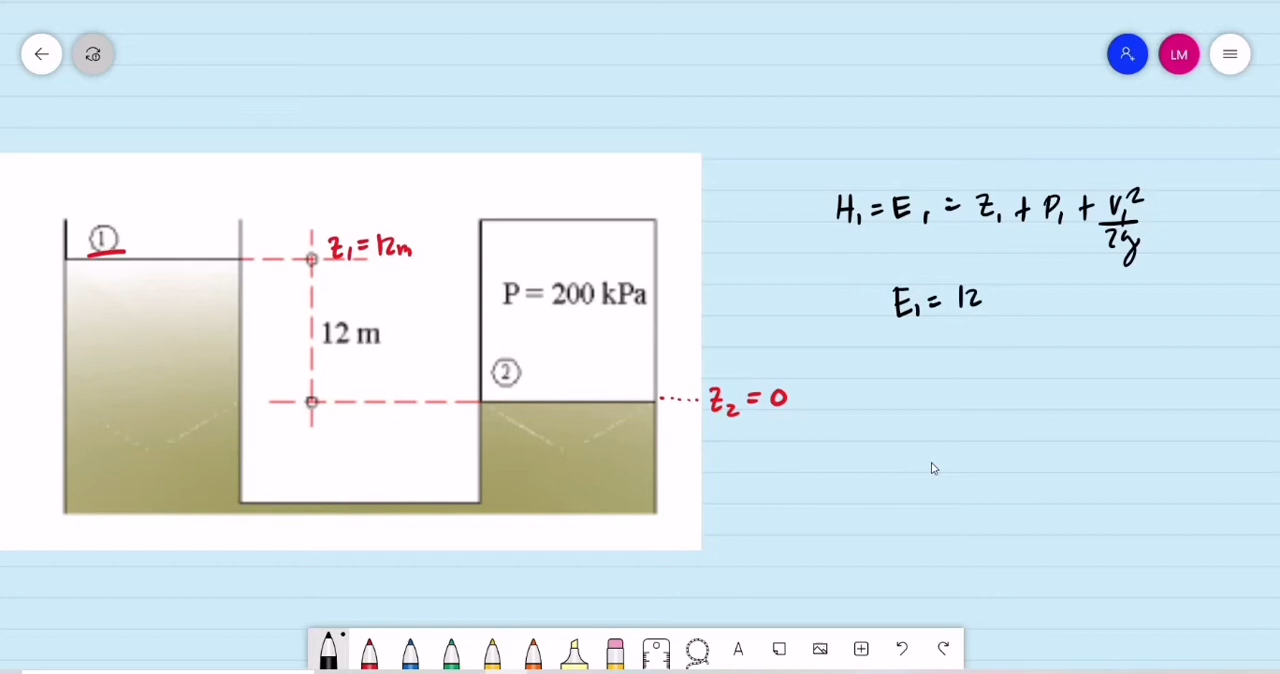 LM
①
Z₁ = 12m
H₁ = E₁ = Z₁ + P₁ + V₁²/2g
P = 200 kPa
E₁ = 12
12 m
②
Z₂ = 0
A